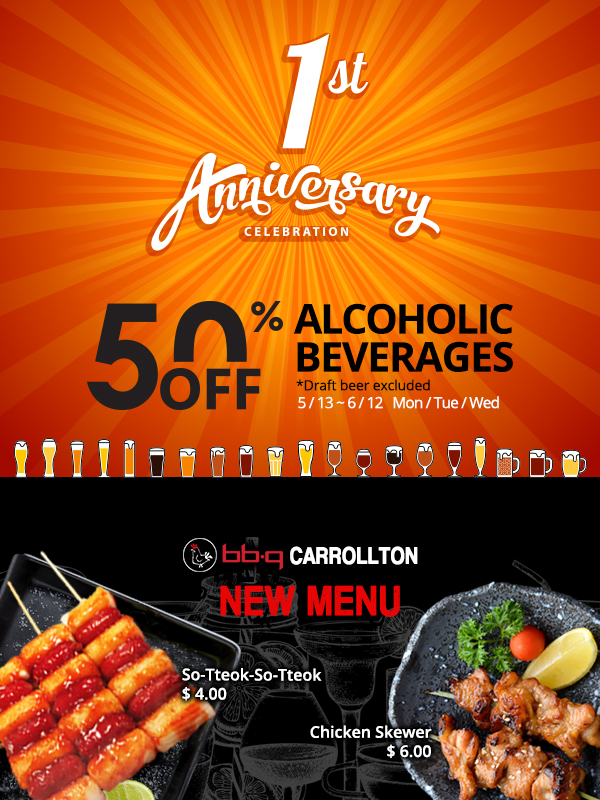 1st
Anniversary
CELEBRATION
50% OFF
ALCOHOLIC
BEVERAGES
*Draft beer excluded
5 / 13 ~ 6 / 12 Mon / Tue / Wed
bb.q CARROLLTON
NEW MENU
So-Tteok-So-Tteok
$ 4.00
Chicken Skewer
$ 6.00